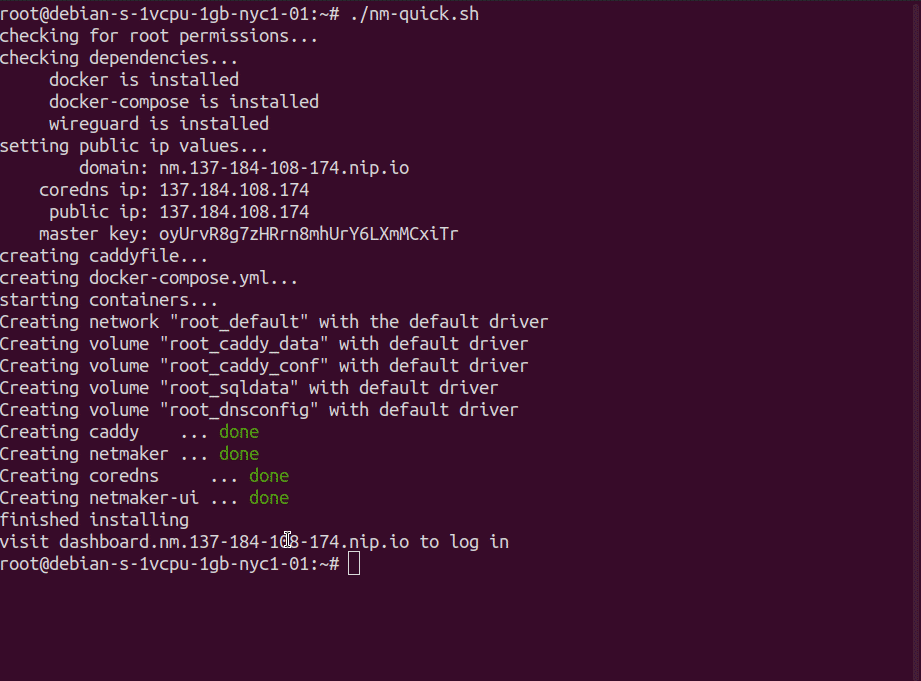 root@debian-s-1vcpu-1gb-nyc1-01:~# ./nm-quick.sh
checking for root permissions...
checking dependencies...
     docker is installed
     docker-compose is installed
     wireguard is installed
setting public ip values...
        domain: nm.137-184-108-174.nip.io
    coredns ip: 137.184.108.174
     public ip: 137.184.108.174
    master key: oyUrvR8g7zHRrn8mhUrY6LXmMCxiTr
creating caddyfile...
creating docker-compose.yml...
starting containers...
Creating network "root_default" with the default driver
Creating volume "root_caddy_data" with default driver
Creating volume "root_caddy_conf" with default driver
Creating volume "root_sqldata" with default driver
Creating volume "root_dnsconfig" with default driver
Creating caddy    ... done
Creating netmaker ... done
Creating coredns     ... done
Creating netmaker-ui ... done
finished installing
visit dashboard.nm.137-184-108-174.nip.io to log in
root@debian-s-1vcpu-1gb-nyc1-01:~#